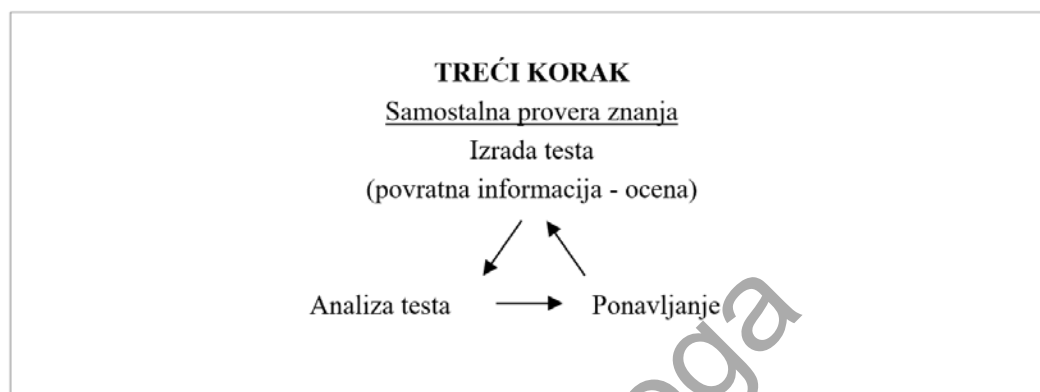 TREĆI KORAK
Samostalna provera znanja
Izrada testa
(povratna informacija - ocena)
Analiza testa
Ponavljanje